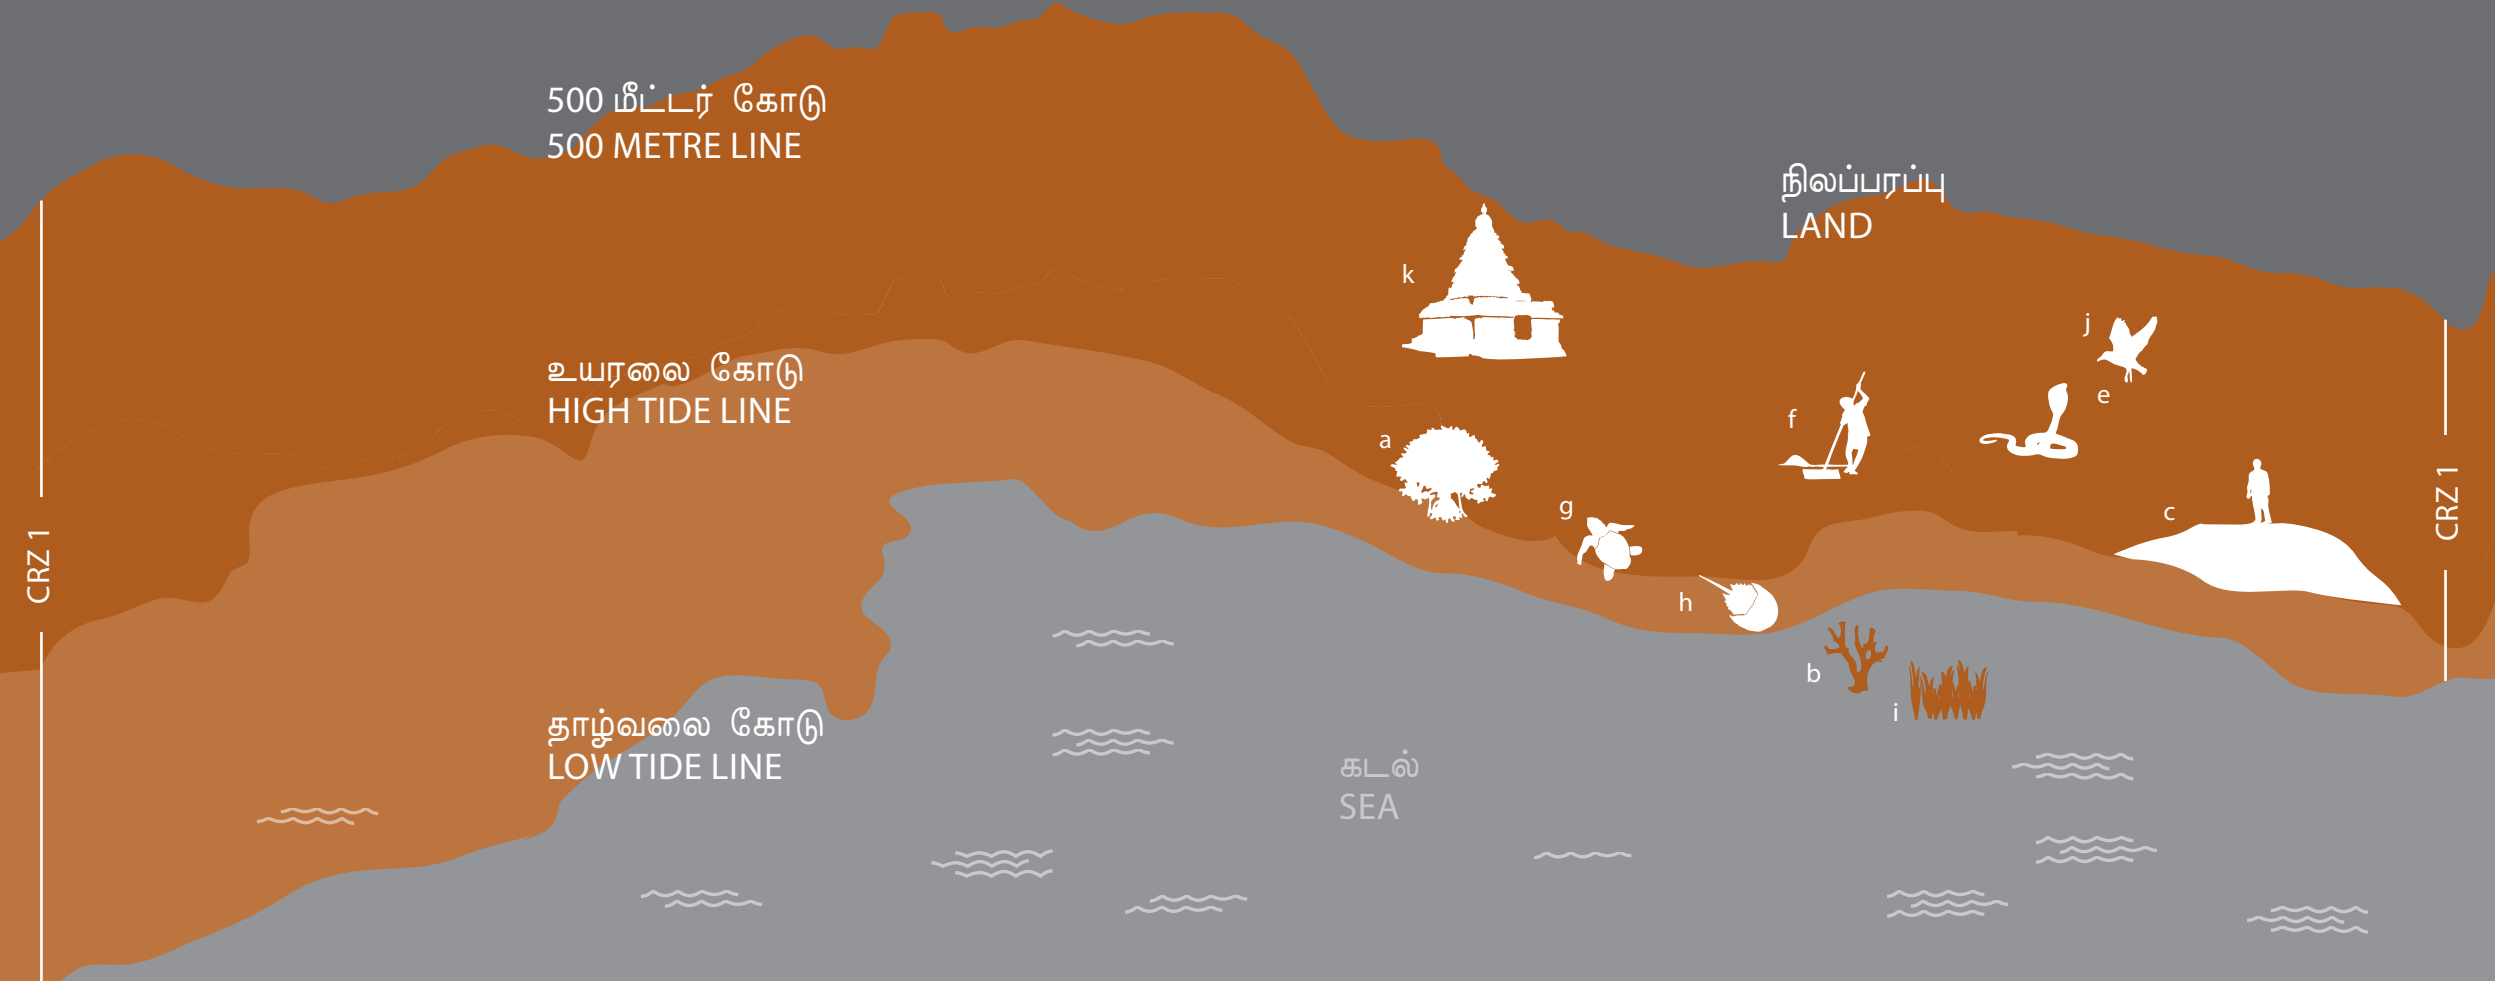 500 மீட்டர் கோடு
500 METRE LINE
நிலப்பரப்பு
LAND
k
j
e
உயரலை கோடு
HIGH TIDE LINE
f
a
CRZ 1
g
c
CRZ 1
h
b
i
தாழ்வலை கோடு
LOW TIDE LINE
கடல்
SEA